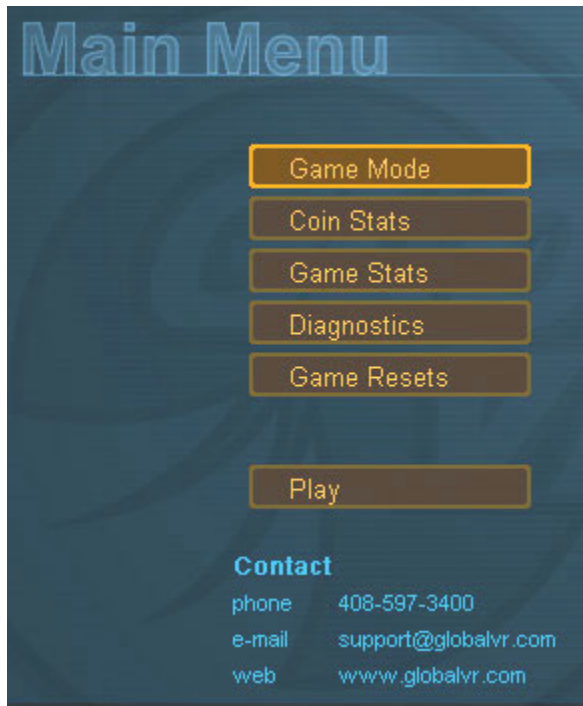 Main Menu
Game Mode
Coin Stats
Game Stats
Diagnostics
Game Resets
Play
Contact
phone 408-597-3400
e-mail support@globalvr.com
web www.globalvr.com